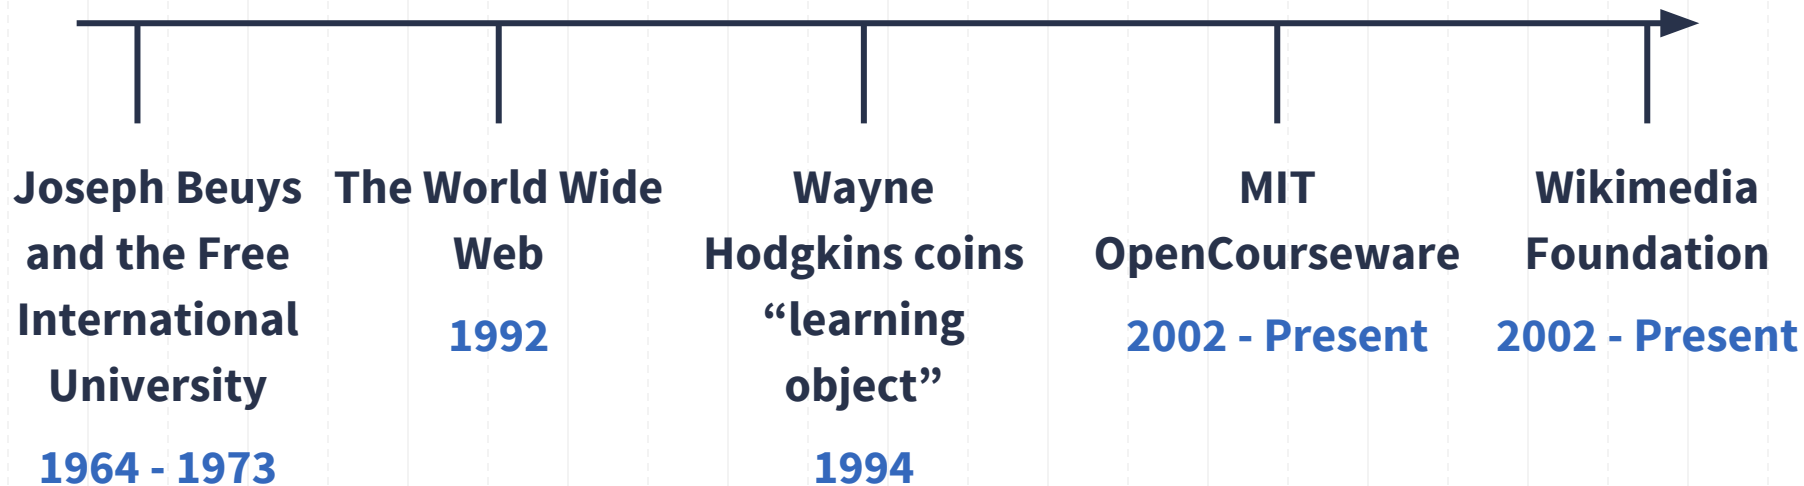 Joseph Beuys
and the Free
International
University
1964 - 1973
The World Wide
Web
1992
Wayne
Hodgkins coins
“learning
object”
1994
MIT
OpenCourseware
2002 - Present
Wikimedia
Foundation
2002 - Present